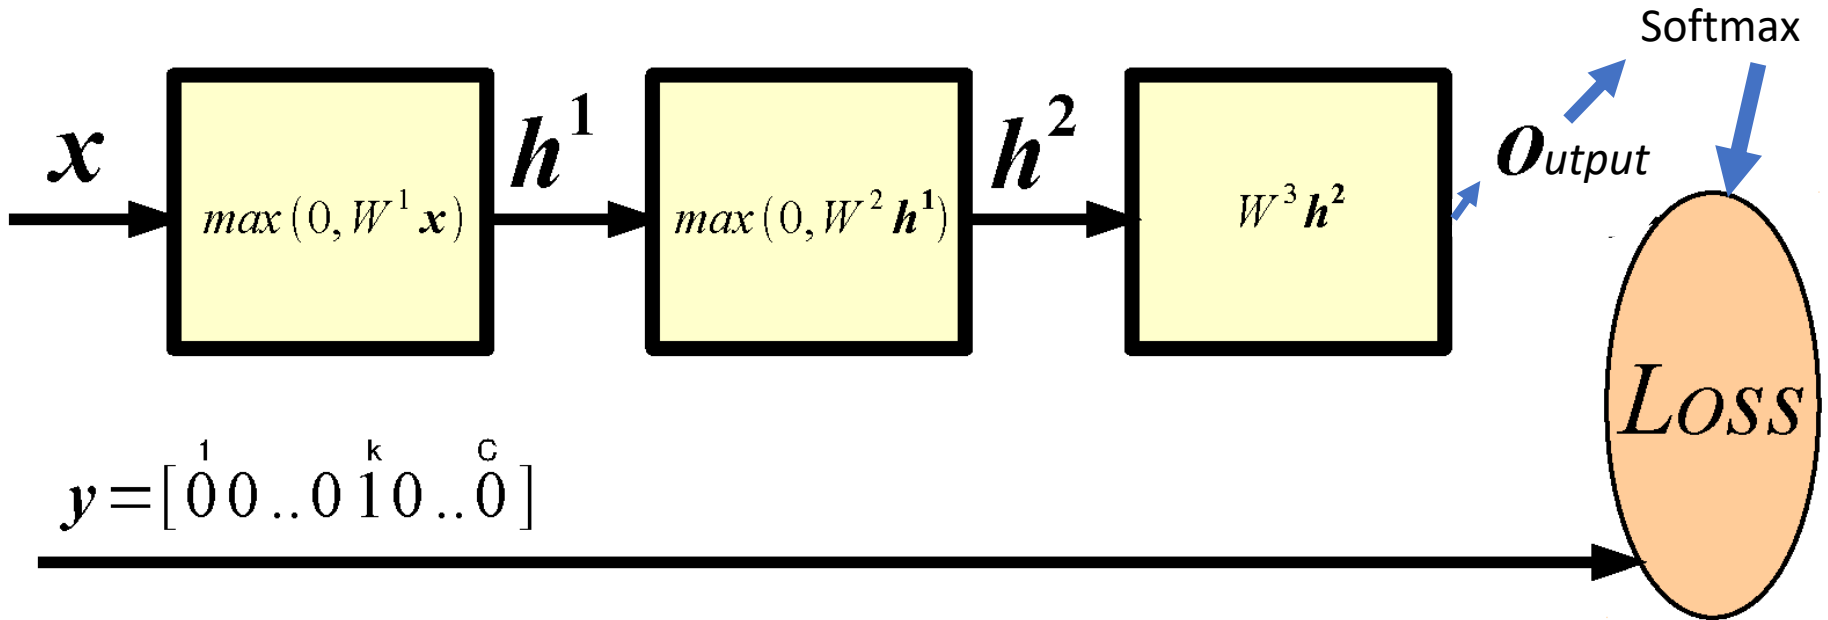 Softmax
x
h¹
h²
Output
max(0, W¹ x)
max(0, W² h¹)
W³ h²
Loss
1 k C
y=[0 0 .. 0 1 0 .. 0]